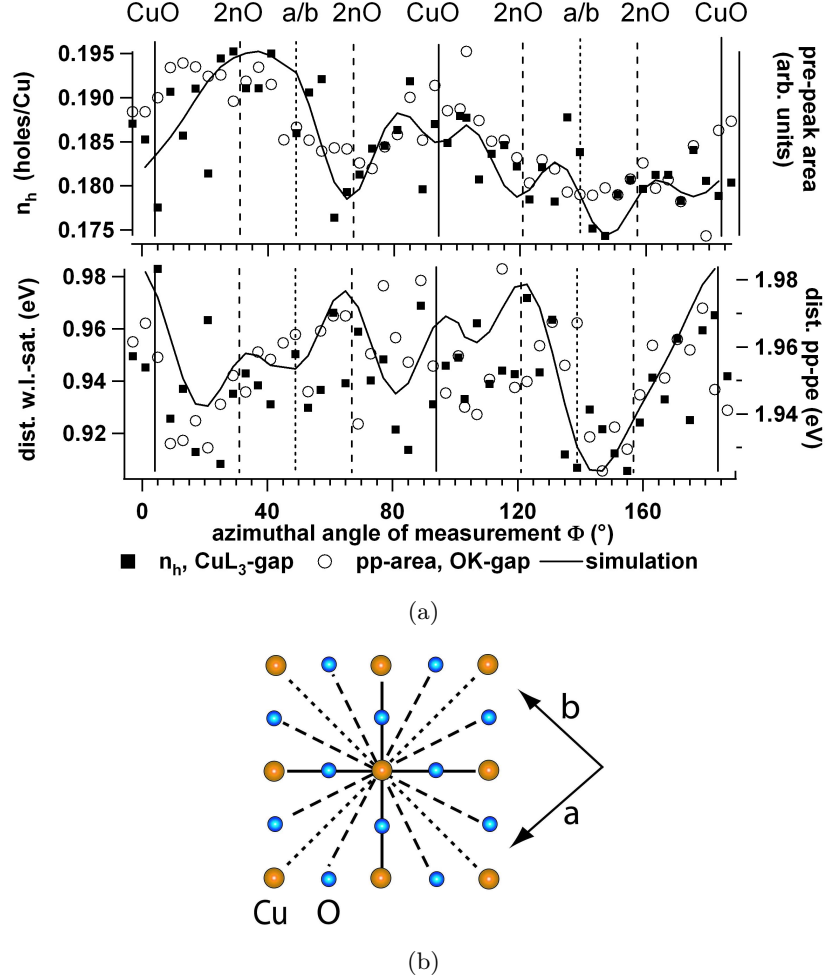 CuO 2nO a/b 2nO CuO 2nO a/b 2nO CuO
0.195
0.190
0.185
0.180
0.175
n_h (holes/Cu)
pre-peak area
(arb. units)
0.98
0.96
0.94
0.92
dist. w.l.-sat. (eV)
1.98
1.96
1.94
dist. pp-pe (eV)
0 40 80 120 160
azimuthal angle of measurement Φ (°)
■ n_h, CuL_3-gap ○ pp-area, OK-gap — simulation
(a)
b
a
Cu O
(b)